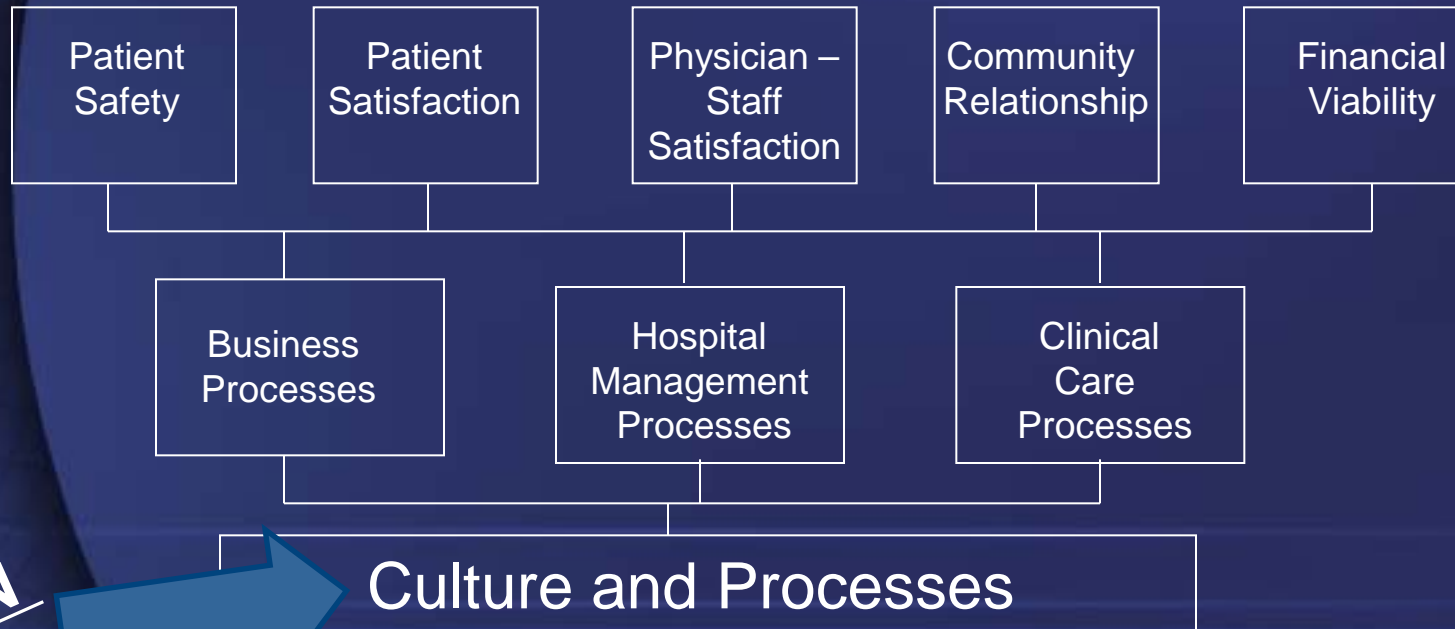 Patient
Safety
Patient
Satisfaction
Physician –
Staff
Satisfaction
Community
Relationship
Financial
Viability
Business
Processes
Hospital
Management
Processes
Clinical
Care
Processes
Culture and Processes